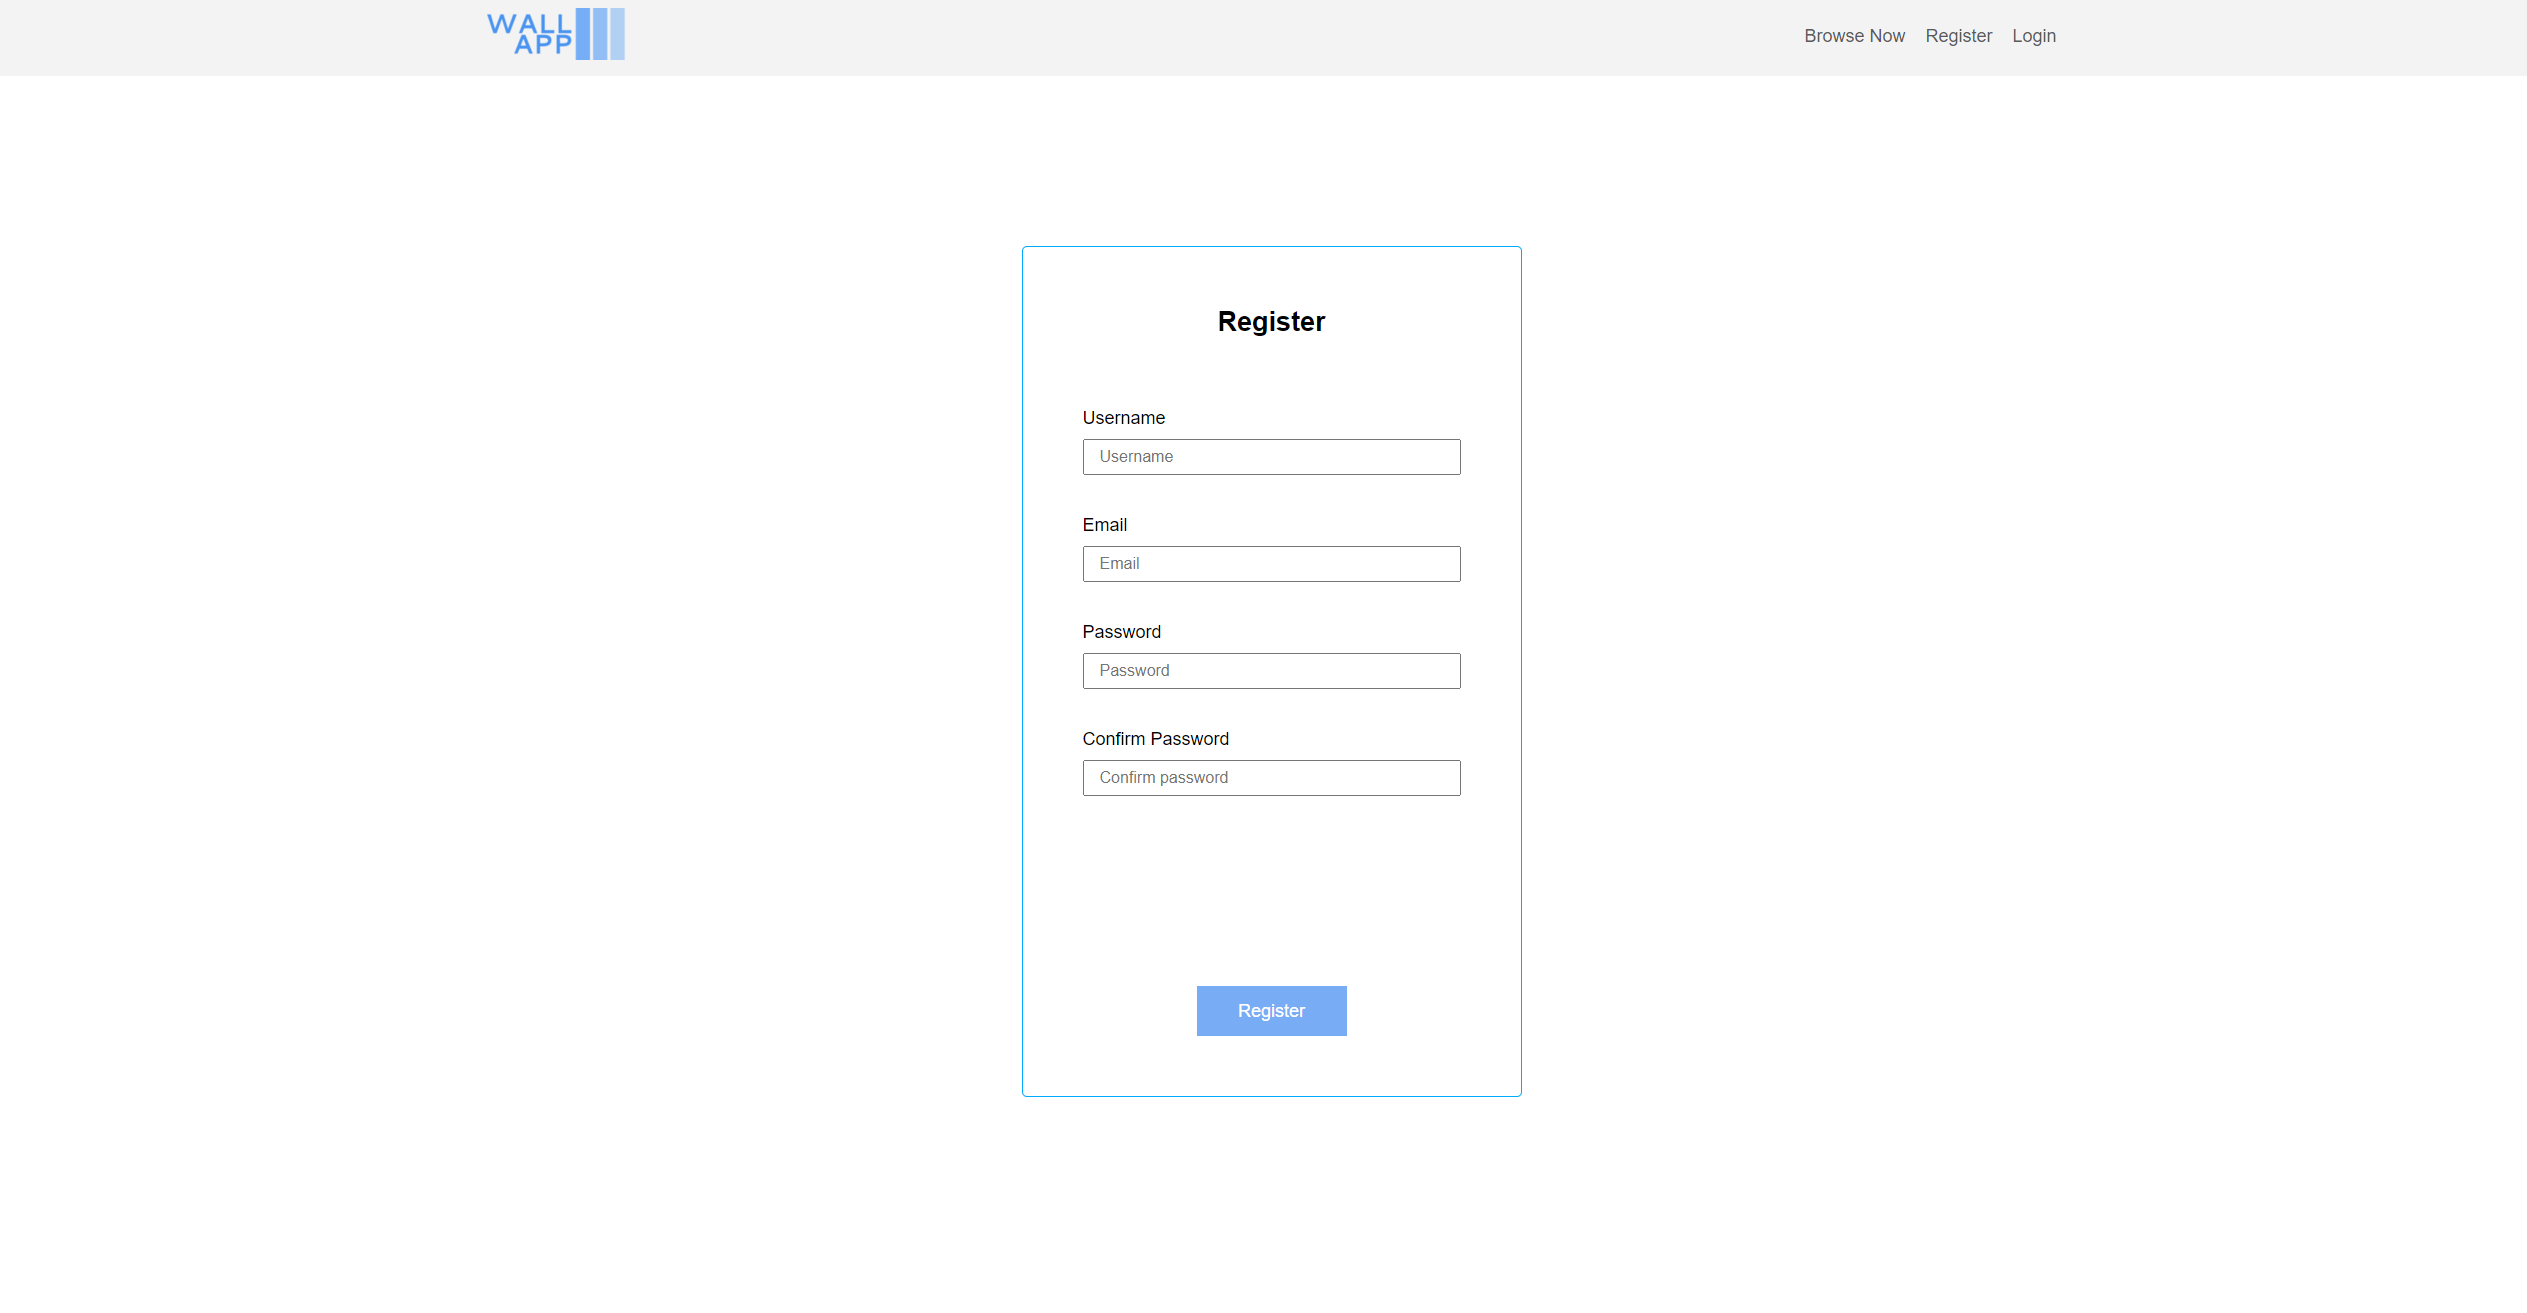 WALL
APP
Browse Now Register Login
Register
Username
Username
Email
Email
Password
Password
Confirm Password
Confirm password
Register